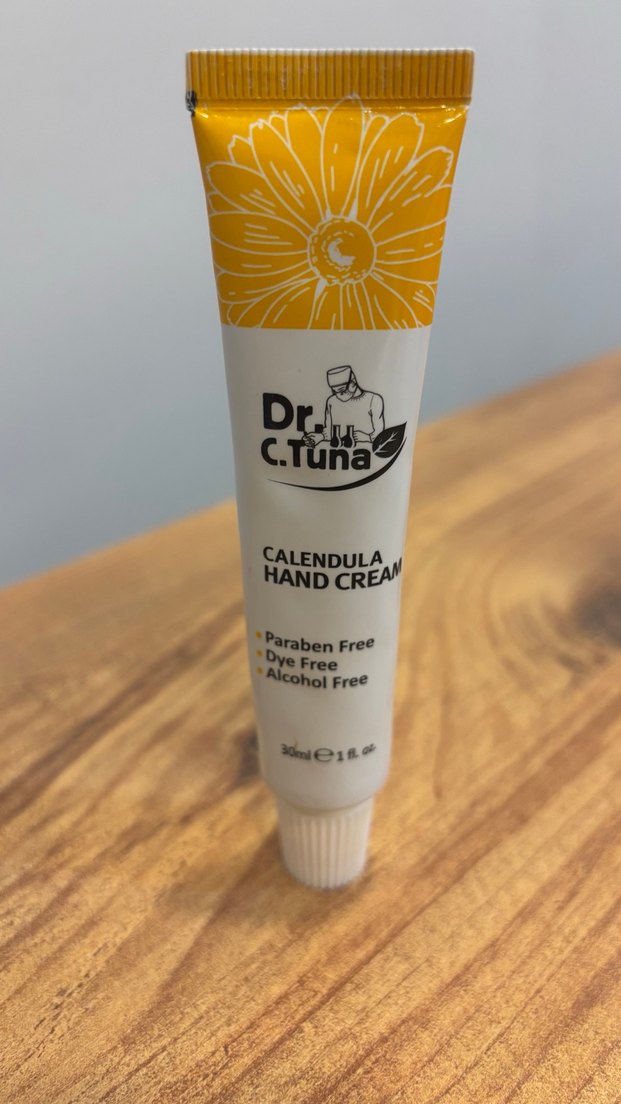 Dr.
C.Tuna
CALENDULA
HAND CREAM
• Paraben Free
• Dye Free
• Alcohol Free
30ml ℮ 1 fl. oz.